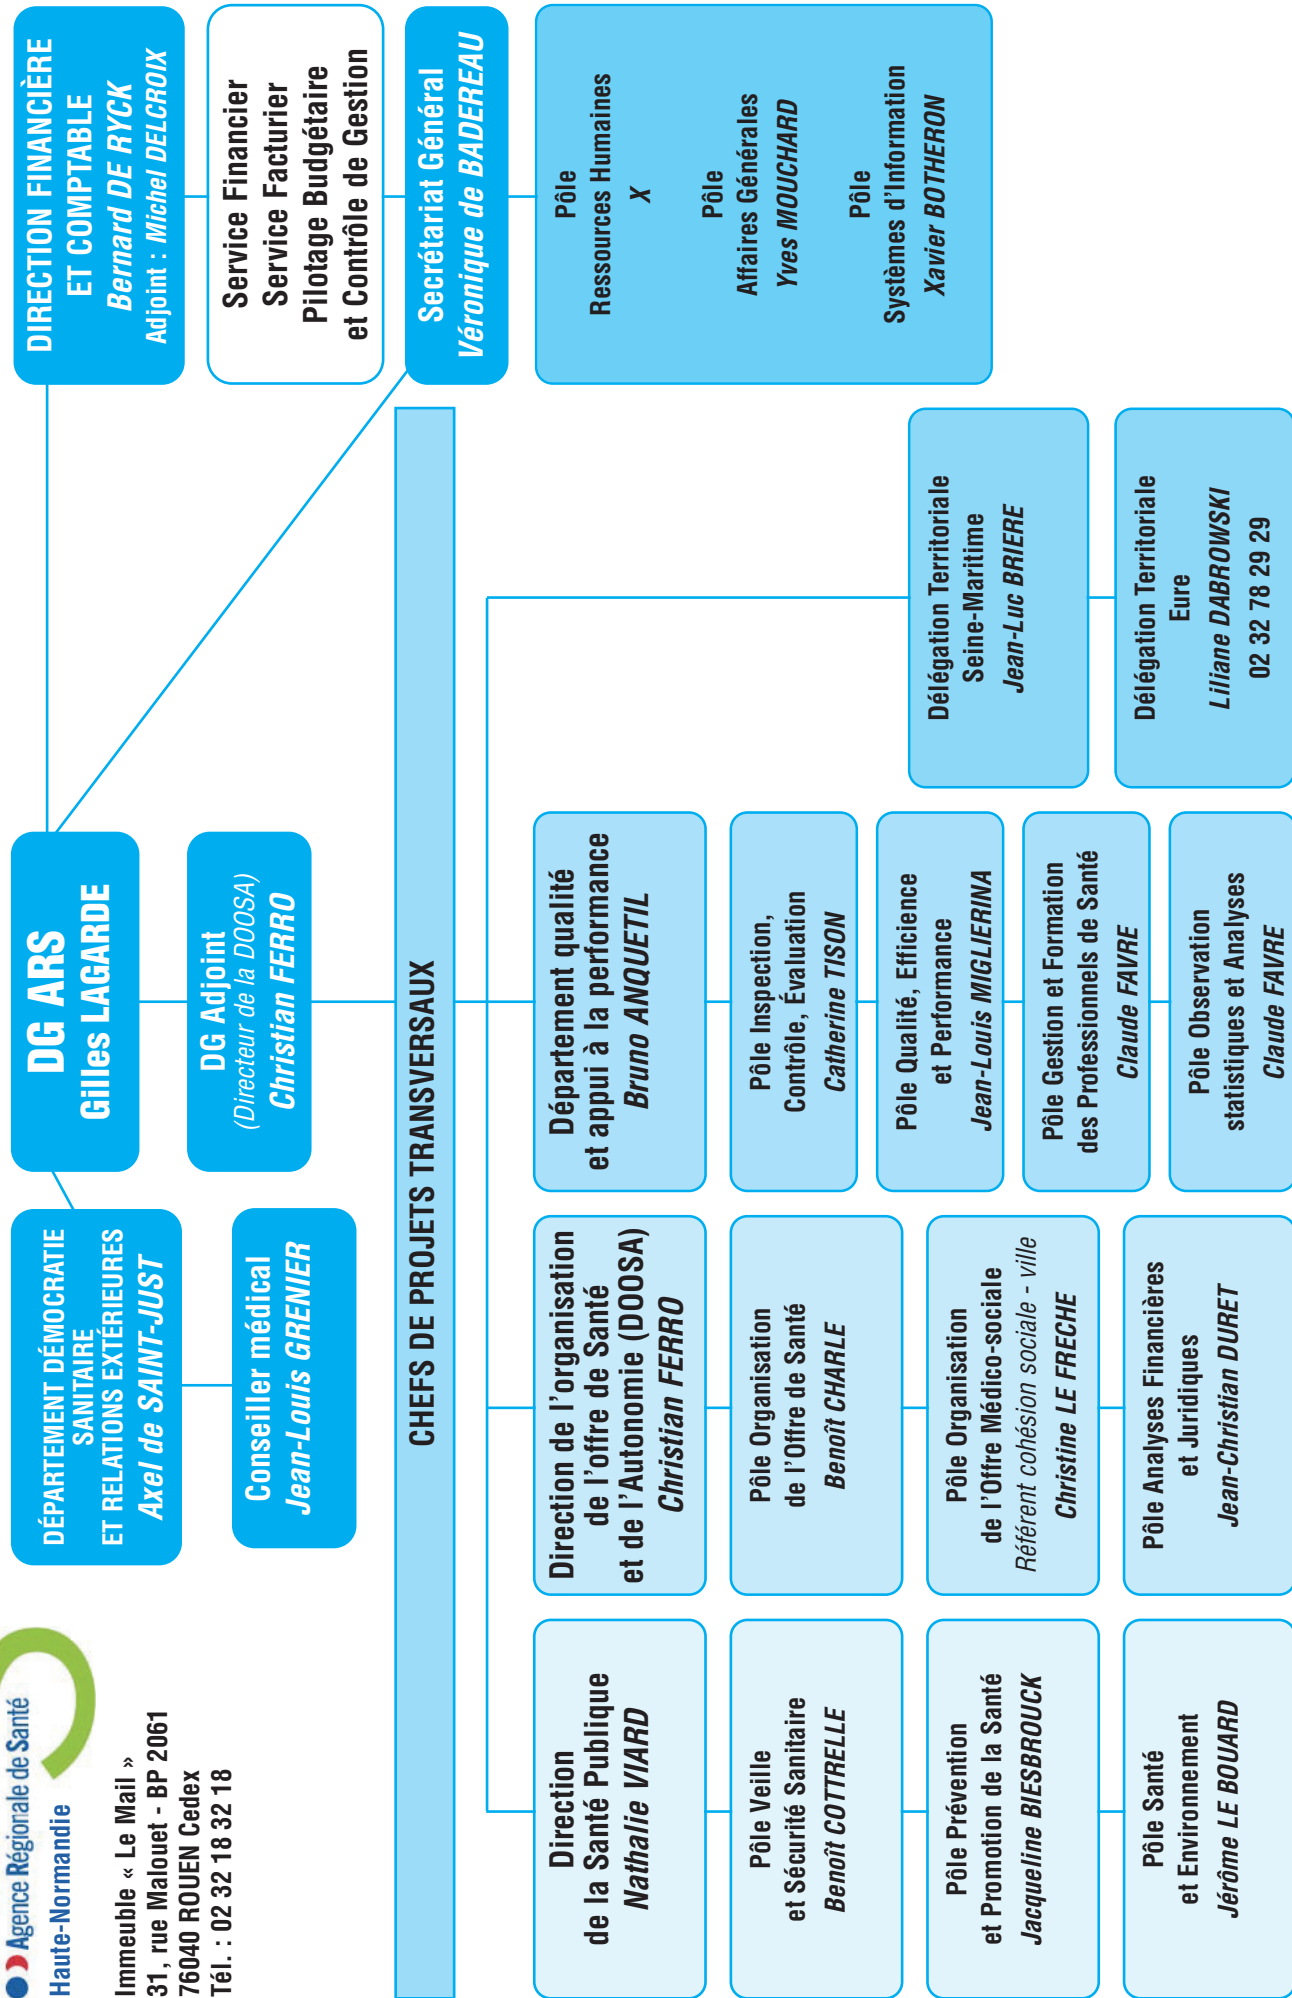 Agence Régionale de Santé
Haute-Normandie
Immeuble « Le Mail »
31, rue Malouet - BP 2061
76040 ROUEN Cedex
Tél. : 02 32 18 32 18
DÉPARTEMENT DÉMOCRATIE
SANITAIRE
ET RELATIONS EXTÉRIEURES
Axel de SAINT-JUST
Conseiller médical
Jean-Louis GRENIER
DG ARS
Gilles LAGARDE
DG Adjoint
(Directeur de la DOOSA)
Christian FERRO
DIRECTION FINANCIÈRE
ET COMPTABLE
Bernard DE RYCK
Adjoint : Michel DELCROIX
Service Financier
Service Facturier
Pilotage Budgétaire
et Contrôle de Gestion
Secrétariat Général
Véronique de BADEREAU
Pôle
Ressources Humaines
X
Pôle
Affaires Générales
Yves MOUCHARD
Pôle
Systèmes d'Information
Xavier BOTHERON
CHEFS DE PROJETS TRANSVERSAUX
Direction
de la Santé Publique
Nathalie VIARD
Pôle Veille
et Sécurité Sanitaire
Benoît COTTRELLE
Pôle Prévention
et Promotion de la Santé
Jacqueline BIESBROUCK
Pôle Santé
et Environnement
Jérôme LE BOUARD
Direction de l'organisation
de l'offre de Santé
et de l'Autonomie (DOOSA)
Christian FERRO
Pôle Organisation
de l'Offre de Santé
Benoît CHARLE
Pôle Organisation
de l'Offre Médico-sociale
Référent cohésion sociale - ville
Christine LE FRECHE
Pôle Analyses Financières
et Juridiques
Jean-Christian DURET
Département qualité
et appui à la performance
Bruno ANQUETIL
Pôle Inspection,
Contrôle, Évaluation
Catherine TISON
Pôle Qualité, Efficience
et Performance
Jean-Louis MIGLIERINA
Pôle Gestion et Formation
des Professionnels de Santé
Claude FAVRE
Pôle Observation
statistiques et Analyses
Claude FAVRE
Délégation Territoriale
Seine-Maritime
Jean-Luc BRIERE
Délégation Territoriale
Eure
Liliane DABROWSKI
02 32 78 29 29